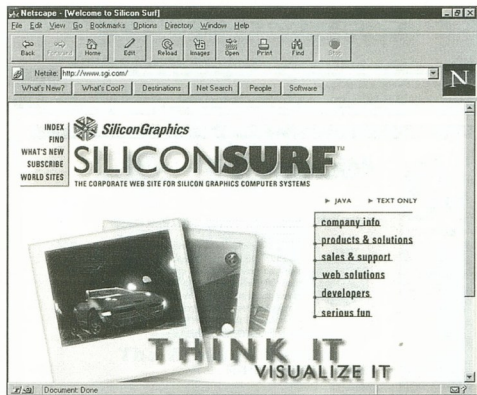 Netscape - [Welcome to Silicon Surf]
File Edit View Go Bookmarks Options Directory Window Help
Back Forward Home Edit Reload Images Open Print Find Stop
Netsite: http://www.sgi.com/
N
What's New? What's Cool? Destinations Net Search People Software
INDEX
FIND
WHAT'S NEW
SUBSCRIBE
WORLD SITES
SiliconGraphics
SILICONSURF™
THE CORPORATE WEB SITE FOR SILICON GRAPHICS COMPUTER SYSTEMS
JAVA TEXT ONLY
company info
products & solutions
sales & support
web solutions
developers
serious fun
THINK IT
VISUALIZE IT
Document: Done